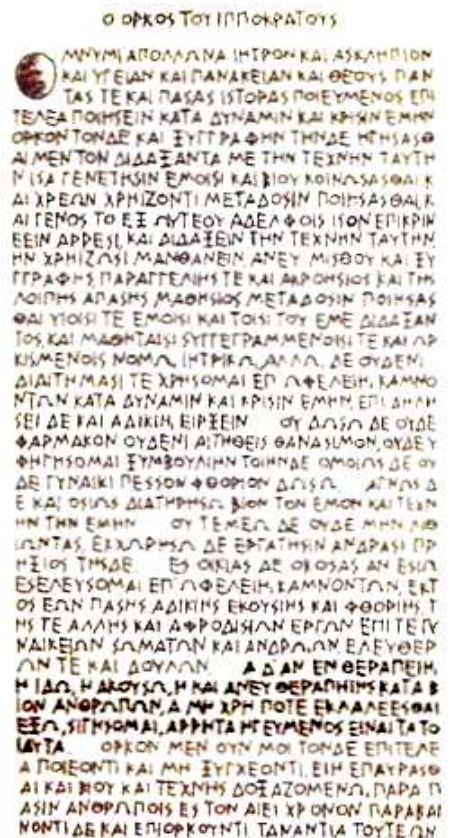 Ο ΟΡΚΟΣ ΤΟΥ ΙΠΠΟΚΡΑΤΟΥΣ
ΟΜΝΥΜΙ ΑΠΟΛΛΩΝΑ ΙΗΤΡΟΝ ΚΑΙ ΑΣΚΛΗΠΙΟΝ
ΚΑΙ ΥΓΕΙΑΝ ΚΑΙ ΠΑΝΑΚΕΙΑΝ ΚΑΙ ΘΕΟΥΣ ΠΑΝ
ΤΑΣ ΤΕ ΚΑΙ ΠΑΣΑΣ ΙΣΤΟΡΑΣ ΠΟΙΕΥΜΕΝΟΣ ΕΠΙ
ΤΕΛΕΑ ΠΟΙΗΣΕΙΝ ΚΑΤΑ ΔΥΝΑΜΙΝ ΚΑΙ ΚΡΙΣΙΝ ΕΜΗΝ
ΟΡΚΟΝ ΤΟΝΔΕ ΚΑΙ ΞΥΓΓΡΑΦΗΝ ΤΗΝΔΕ ΗΓΗΣΑΣΘ
ΑΙ ΜΕΝ ΤΟΝ ΔΙΔΑΞΑΝΤΑ ΜΕ ΤΗΝ ΤΕΧΝΗΝ ΤΑΥΤΗ
Ν ΙΣΑ ΓΕΝΕΤΗΣΙΝ ΕΜΟΙΣΙ ΚΑΙ ΒΙΟΥ ΚΟΙΝΩΣΑΣΘΑΙ Κ
ΑΙ ΧΡΕΩΝ ΧΡΗΙΖΟΝΤΙ ΜΕΤΑΔΟΣΙΝ ΠΟΙΗΣΑΣΘΑΙ, Κ
ΑΙ ΓΕΝΟΣ ΤΟ ΕΞ ΩΥΤΕΟΥ ΑΔΕΛΦΟΙΣ ΙΣΟΝ ΕΠΙΚΡΙΝ
ΕΕΙΝ ΑΡΡΕΣΙ, ΚΑΙ ΔΙΔΑΞΕΙΝ ΤΗΝ ΤΕΧΝΗΝ ΤΑΥΤΗΝ
ΗΝ ΧΡΗΙΖΩΣΙ ΜΑΝΘΑΝΕΙΝ ΑΝΕΥ ΜΙΣΘΟΥ ΚΑΙ ΞΥ
ΓΓΡΑΦΗΣ, ΠΑΡΑΓΓΕΛΙΗΣ ΤΕ ΚΑΙ ΑΚΡΟΗΣΙΟΣ ΚΑΙ ΤΗΣ
ΛΟΙΠΗΣ ΑΠΑΣΗΣ ΜΑΘΗΣΙΟΣ ΜΕΤΑΔΟΣΙΝ ΠΟΙΗΣΑΣ
ΘΑΙ ΥΙΟΙΣΙ ΤΕ ΕΜΟΙΣΙ ΚΑΙ ΤΟΙΣΙ ΤΟΥ ΕΜΕ ΔΙΔΑΞΑΝ
ΤΟΣ, ΚΑΙ ΜΑΘΗΤΑΙΣΙ ΣΥΓΓΕΓΡΑΜΜΕΝΟΙΣΙ ΤΕ ΚΑΙ ΩΡ
ΚΙΣΜΕΝΟΙΣ ΝΟΜΩ, ΙΗΤΡΙΚΩ, ΑΛΛΩ, ΔΕ ΟΥΔΕΝΙ
ΔΙΑΙΤΗΜΑΣΙ ΤΕ ΧΡΗΣΟΜΑΙ ΕΠ ΩΦΕΛΕΙΗ, ΚΑΜΝΟ
ΝΤΩΝ ΚΑΤΑ ΔΥΝΑΜΙΝ ΚΑΙ ΚΡΙΣΙΝ ΕΜΗΝ, ΕΠΙ ΔΗΛΗ
ΣΕΙ ΔΕ ΚΑΙ ΑΔΙΚΙΗ, ΕΙΡΞΕΙΝ ΟΥ ΔΩΣΩ ΔΕ ΟΥΔΕ
ΦΑΡΜΑΚΟΝ ΟΥΔΕΝΙ ΑΙΤΗΘΕΙΣ ΘΑΝΑΣΙΜΟΝ, ΟΥΔΕ Υ
ΦΗΓΗΣΟΜΑΙ ΞΥΜΒΟΥΛΙΗΝ ΤΟΙΗΝΔΕ ΟΜΟΙΩΣ ΔΕ ΟΥ
ΔΕ ΓΥΝΑΙΚΙ ΠΕΣΣΟΝ ΦΘΟΡΙΟΝ ΔΩΣΩ. ΑΓΝΩΣ Δ
Ε ΚΑΙ ΟΣΙΩΣ ΔΙΑΤΗΡΗΣΩ ΒΙΟΝ ΤΟΝ ΕΜΟΝ ΚΑΙ ΤΕΧΝ
ΗΝ ΤΗΝ ΕΜΗΝ ΟΥ ΤΕΜΕΩ ΔΕ ΟΥΔΕ ΜΗΝ ΛΙΘ
ΙΩΝΤΑΣ, ΕΚΧΩΡΗΣΩ ΔΕ ΕΡΓΑΤΗΣΙΝ ΑΝΔΡΑΣΙ ΠΡ
ΗΞΙΟΣ ΤΗΣΔΕ ΕΣ ΟΙΚΙΑΣ ΔΕ ΟΚΟΣΑΣ ΑΝ ΕΣΙΩ
ΕΣΕΛΕΥΣΟΜΑΙ ΕΠ ΩΦΕΛΕΙΗ, ΚΑΜΝΟΝΤΩΝ, ΕΚΤ
ΟΣ ΕΩΝ ΠΑΣΗΣ ΑΔΙΚΙΗΣ ΕΚΟΥΣΙΗΣ ΚΑΙ ΦΘΟΡΙΗΣ Τ
ΗΣ ΤΕ ΑΛΛΗΣ ΚΑΙ ΑΦΡΟΔΙΣΙΩΝ ΕΡΓΩΝ ΕΠΙ ΤΕ ΓΥ
ΝΑΙΚΕΙΩΝ ΣΩΜΑΤΩΝ ΚΑΙ ΑΝΔΡΩΩΝ, ΕΛΕΥΘΕΡ
ΩΝ ΤΕ ΚΑΙ ΔΟΥΛΩΝ. Α Δ ΑΝ ΕΝ ΘΕΡΑΠΕΙΗ,
Η ΙΔΩ, Η ΑΚΟΥΣΩ, Η ΚΑΙ ΑΝΕΥ ΘΕΡΑΠΗΙΗΣ ΚΑΤΑ Β
ΙΟΝ ΑΝΘΡΩΠΩΝ, Α ΜΗ ΧΡΗ ΠΟΤΕ ΕΚΛΑΛΕΕΣΘΑΙ
ΕΞΩ, ΣΙΓΗΣΟΜΑΙ, ΑΡΡΗΤΑ ΗΓΕΥΜΕΝΟΣ ΕΙΝΑΙ ΤΑ ΤΟ
ΙΑΥΤΑ ΟΡΚΟΝ ΜΕΝ ΟΥΝ ΜΟΙ ΤΟΝΔΕ ΕΠΙΤΕΛΕ
Α ΠΟΙΕΟΝΤΙ ΚΑΙ ΜΗ ΞΥΓΧΕΟΝΤΙ, ΕΙΗ ΕΠΑΥΡΑΣΘ
ΑΙ ΚΑΙ ΒΙΟΥ ΚΑΙ ΤΕΧΝΗΣ ΔΟΞΑΖΟΜΕΝΩ, ΠΑΡΑ Π
ΑΣΙΝ ΑΝΘΡΩΠΟΙΣ ΕΣ ΤΟΝ ΑΙΕΙ ΧΡΟΝΟΝ ΠΑΡΑΒΑΙ
ΝΟΝΤΙ ΔΕ ΚΑΙ ΕΠΙΟΡΚΟΥΝΤΙ, ΤΑΝΑΝΤΙΑ ΤΟΥΤΕΩΝ